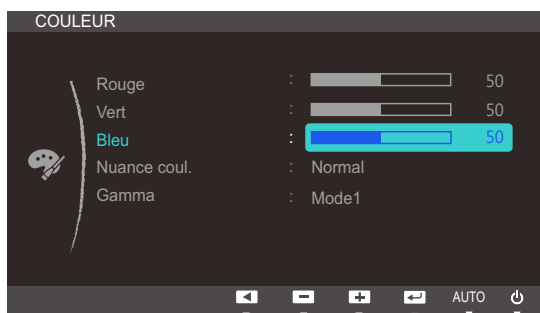 COULEUR
Rouge : 50
Vert : 50
Bleu : 50
Nuance coul. : Normal
Gamma : Mode1
AUTO